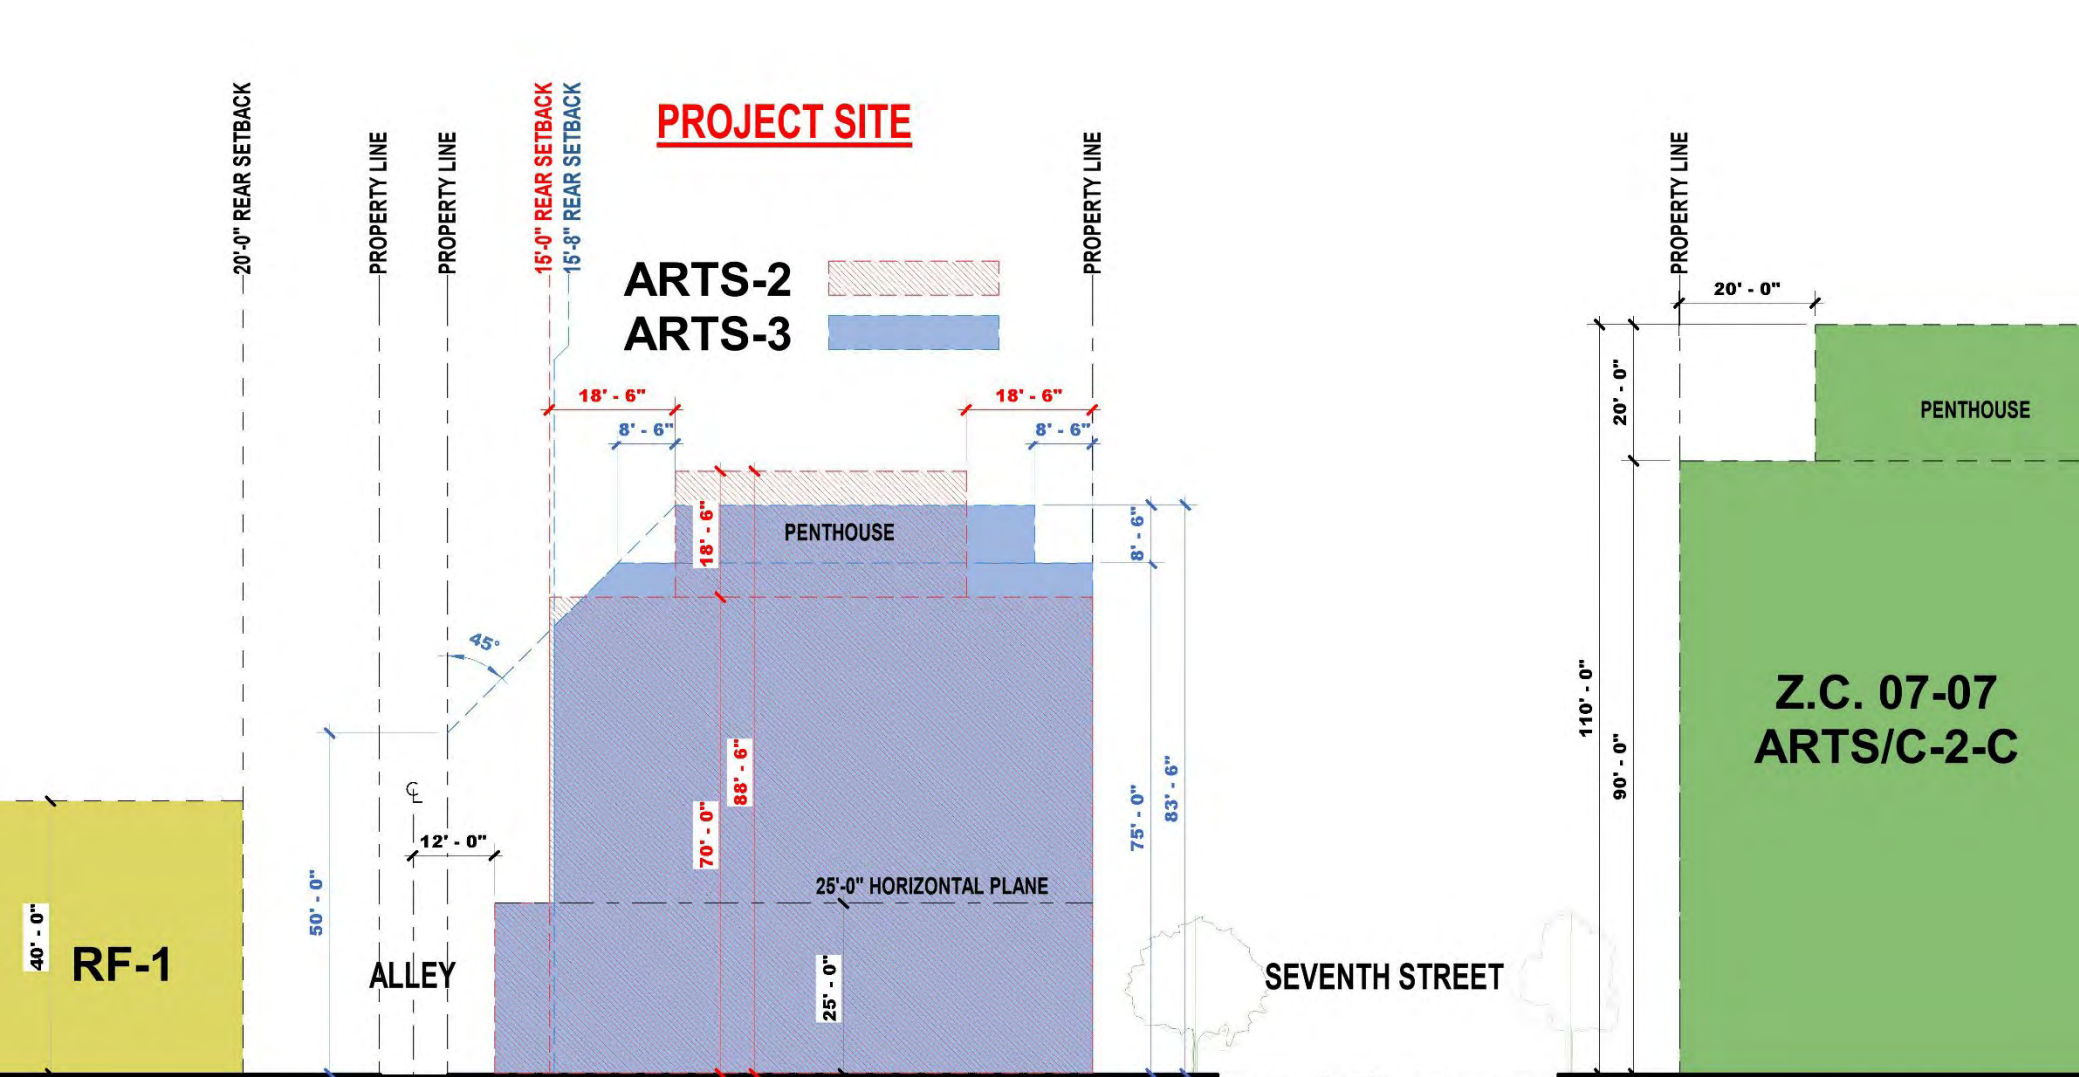 20'-0" REAR SETBACK
PROPERTY LINE
PROPERTY LINE
15'-0" REAR SETBACK
15'-8" REAR SETBACK
PROJECT SITE
PROPERTY LINE
PROPERTY LINE
ARTS-2
ARTS-3
20' - 0"
18' - 6"
18' - 6"
8' - 6"
8' - 6"
20' - 0"
PENTHOUSE
18' - 6"
PENTHOUSE
8' - 6"
45°
110' - 0"
90' - 0"
Z.C. 07-07
ARTS/C-2-C
88' - 6"
70' - 0"
75' - 0"
83' - 6"
CL
12' - 0"
50' - 0"
25'-0" HORIZONTAL PLANE
40' - 0"
RF-1
ALLEY
25' - 0"
SEVENTH STREET